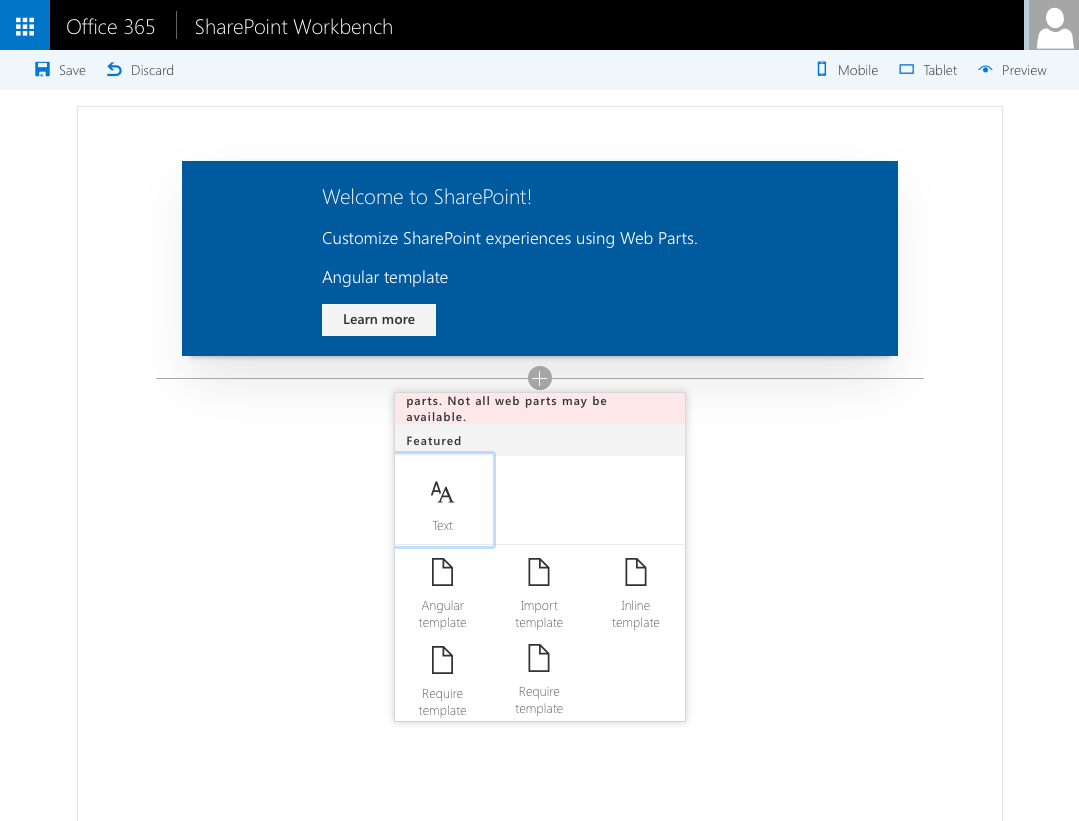 Office 365 SharePoint Workbench
Save Discard Mobile Tablet Preview
Welcome to SharePoint!
Customize SharePoint experiences using Web Parts.
Angular template
Learn more
parts. Not all web parts may be
available.
Featured
Text
Angular template
Import template
Inline template
Require template
Require template